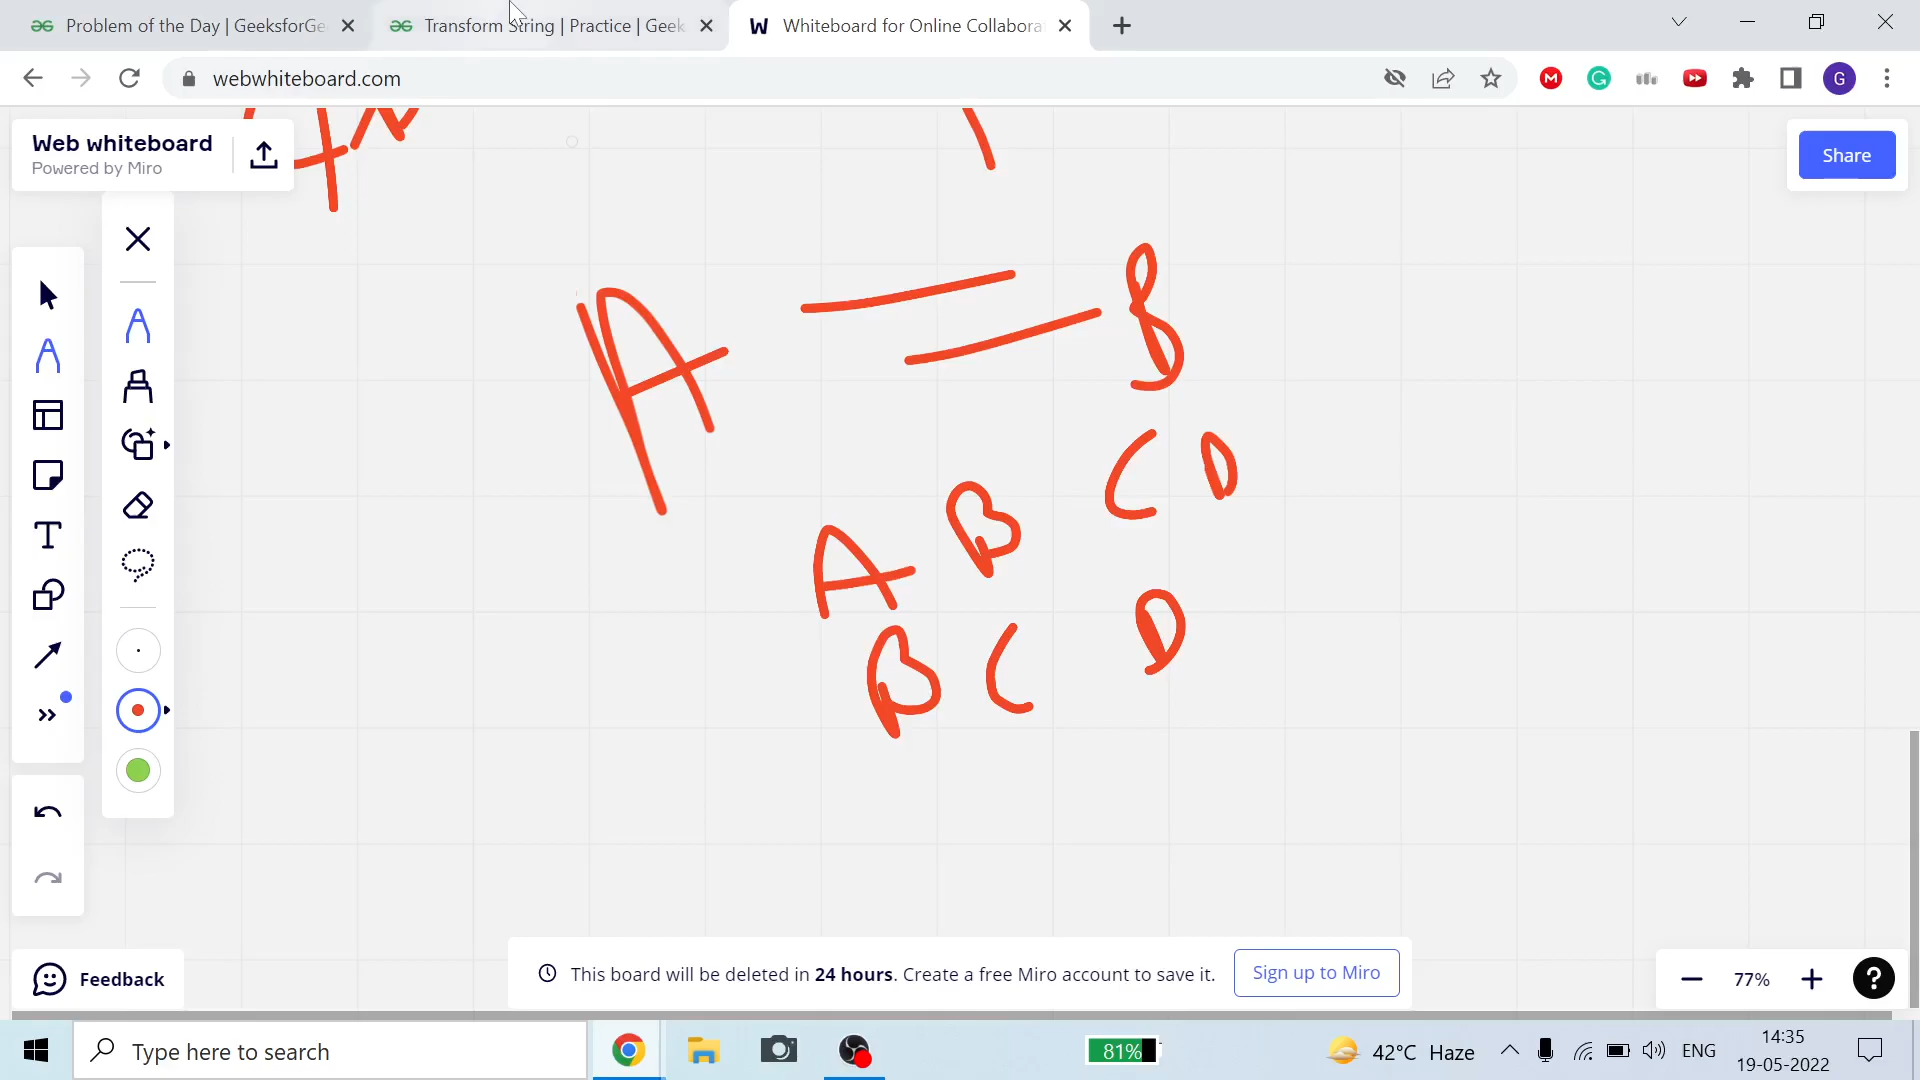 Problem of the Day | GeeksforGe
Transform String | Practice | Geek
W Whiteboard for Online Collabora
webwhiteboard.com
G
Web whiteboard
Powered by Miro
Share
A = B
C D
A B
B C D
Feedback
This board will be deleted in 24 hours. Create a free Miro account to save it.
Sign up to Miro
77%
Type here to search
81%
42°C Haze
ENG
14:35
19-05-2022